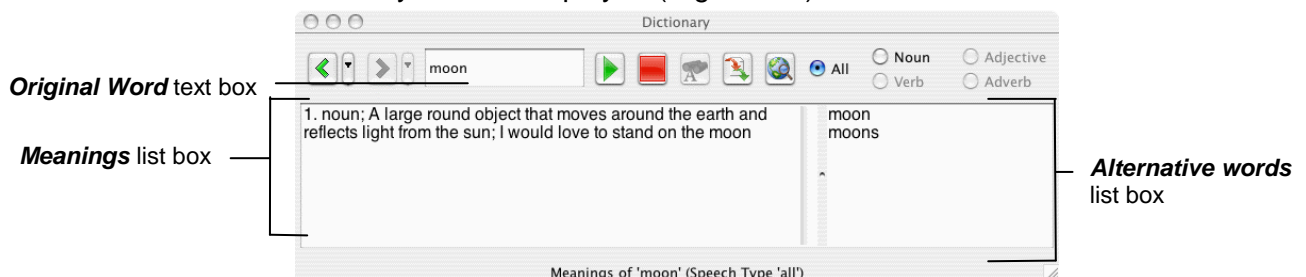 Dictionary
moon
All
Noun
Adjective
Verb
Adverb
Original Word text box
1. noun; A large round object that moves around the earth and
reflects light from the sun; I would love to stand on the moon
moon
moons
Meanings list box
Alternative words
list box
Meanings of 'moon' (Speech Type 'all')